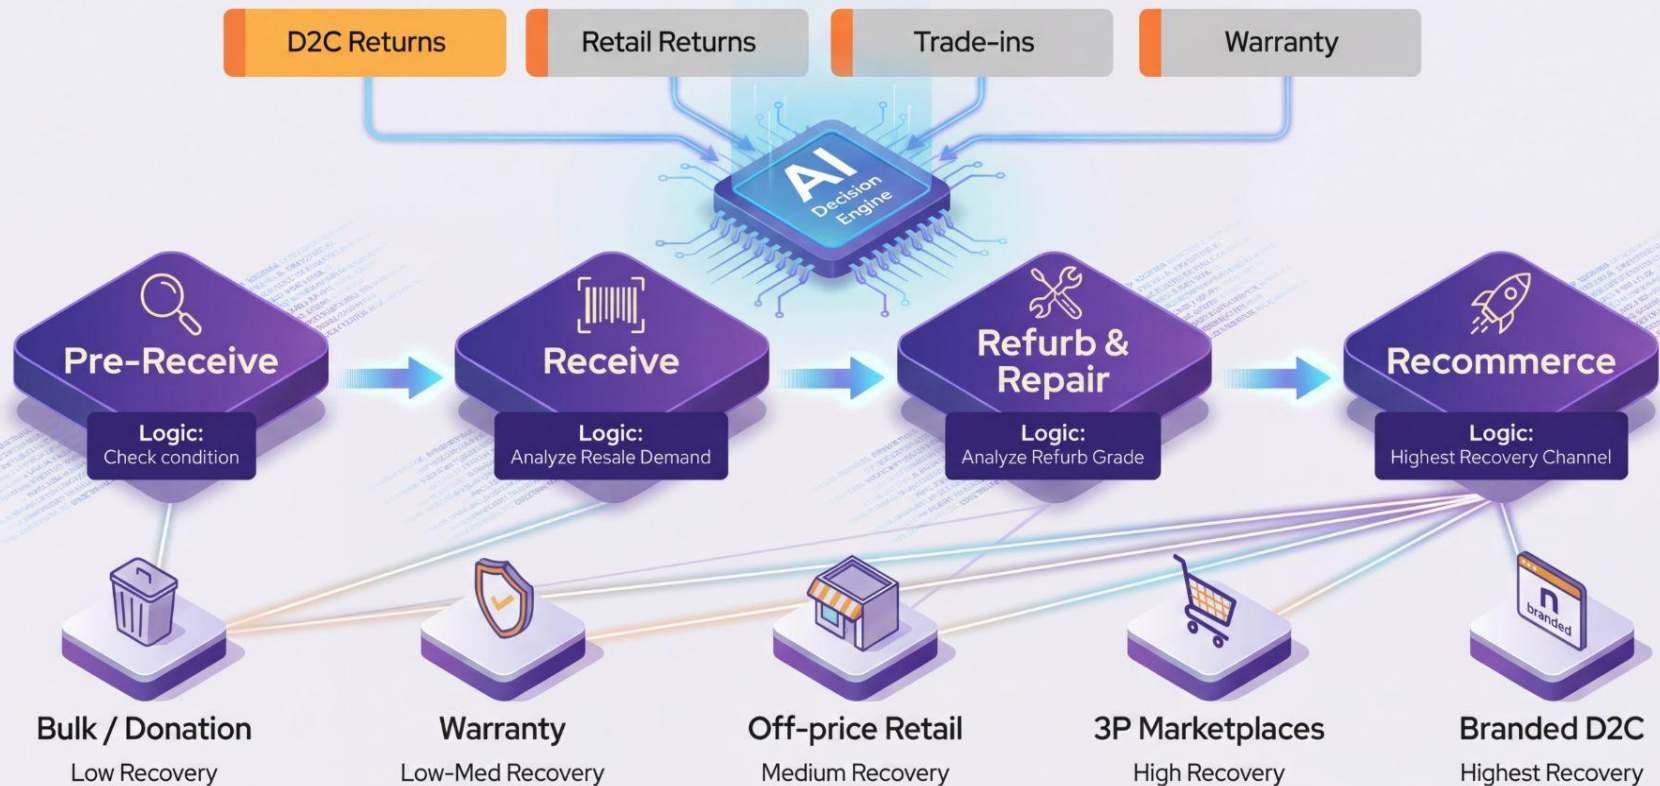 D2C Returns
Retail Returns
Trade-ins
Warranty
AI
Decision
Engine
Pre-Receive
Logic:
Check condition
Receive
Logic:
Analyze Resale Demand
Refurb &
Repair
Logic:
Analyze Refurb Grade
Recommerce
Logic:
Highest Recovery Channel
n
branded
Bulk / Donation
Low Recovery
Warranty
Low-Med Recovery
Off-price Retail
Medium Recovery
3P Marketplaces
High Recovery
Branded D2C
Highest Recovery